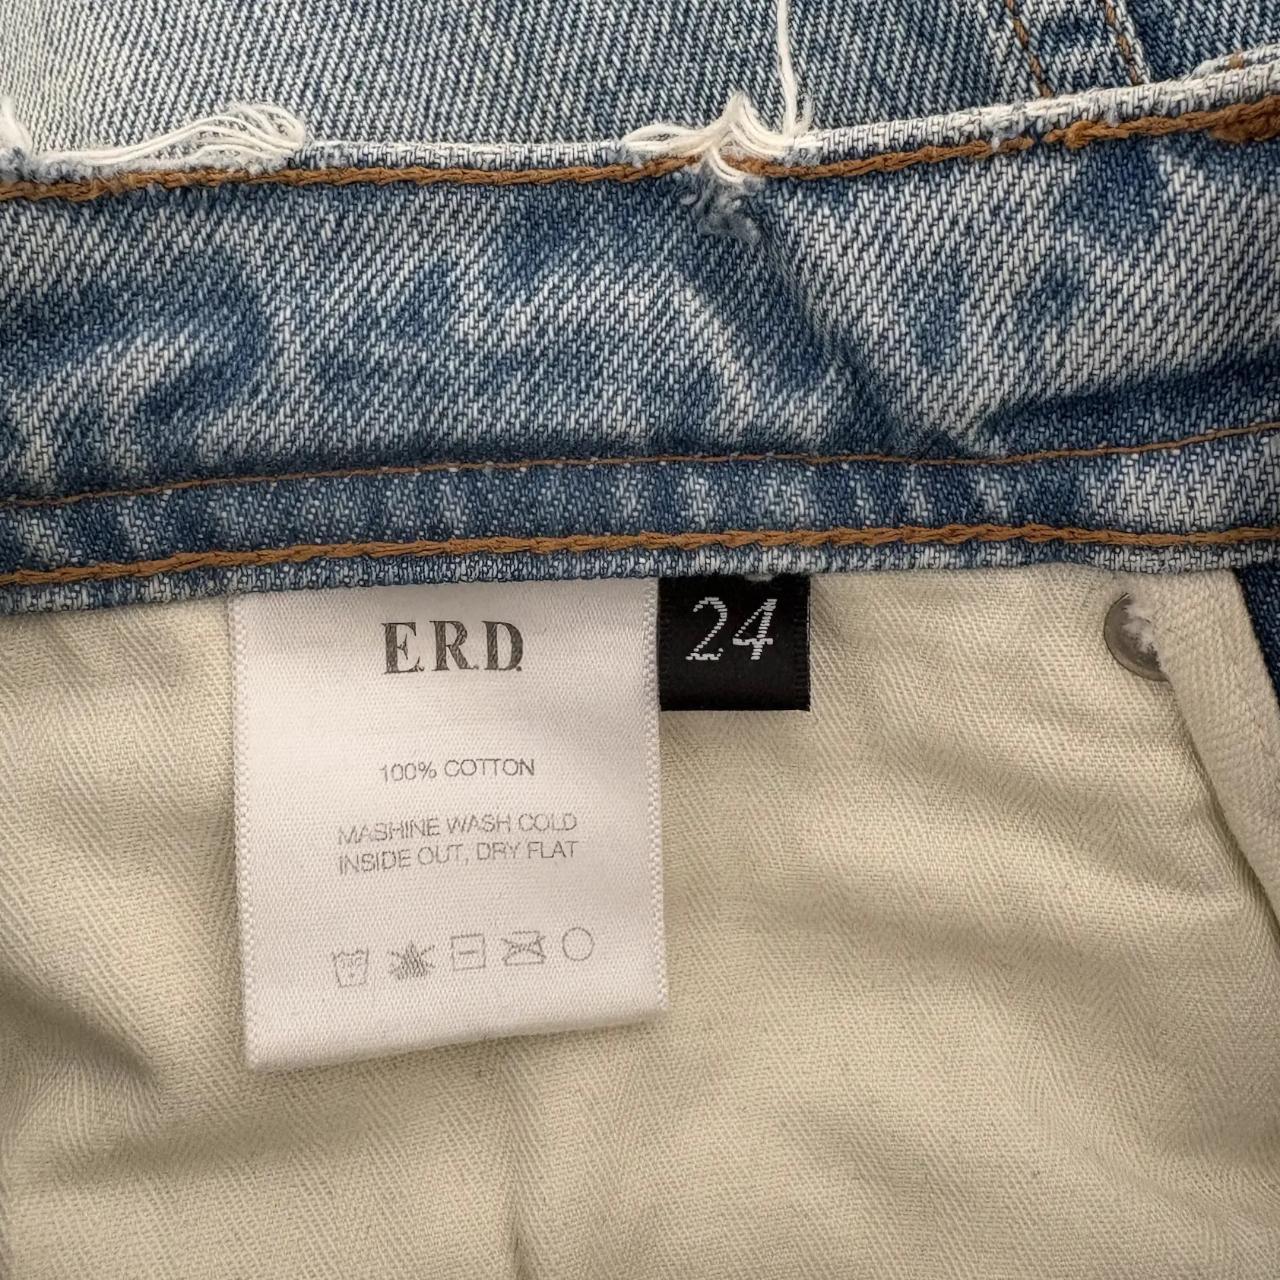 E.R.D.
24
100% COTTON
MASHINE WASH COLD
INSIDE OUT, DRY FLAT